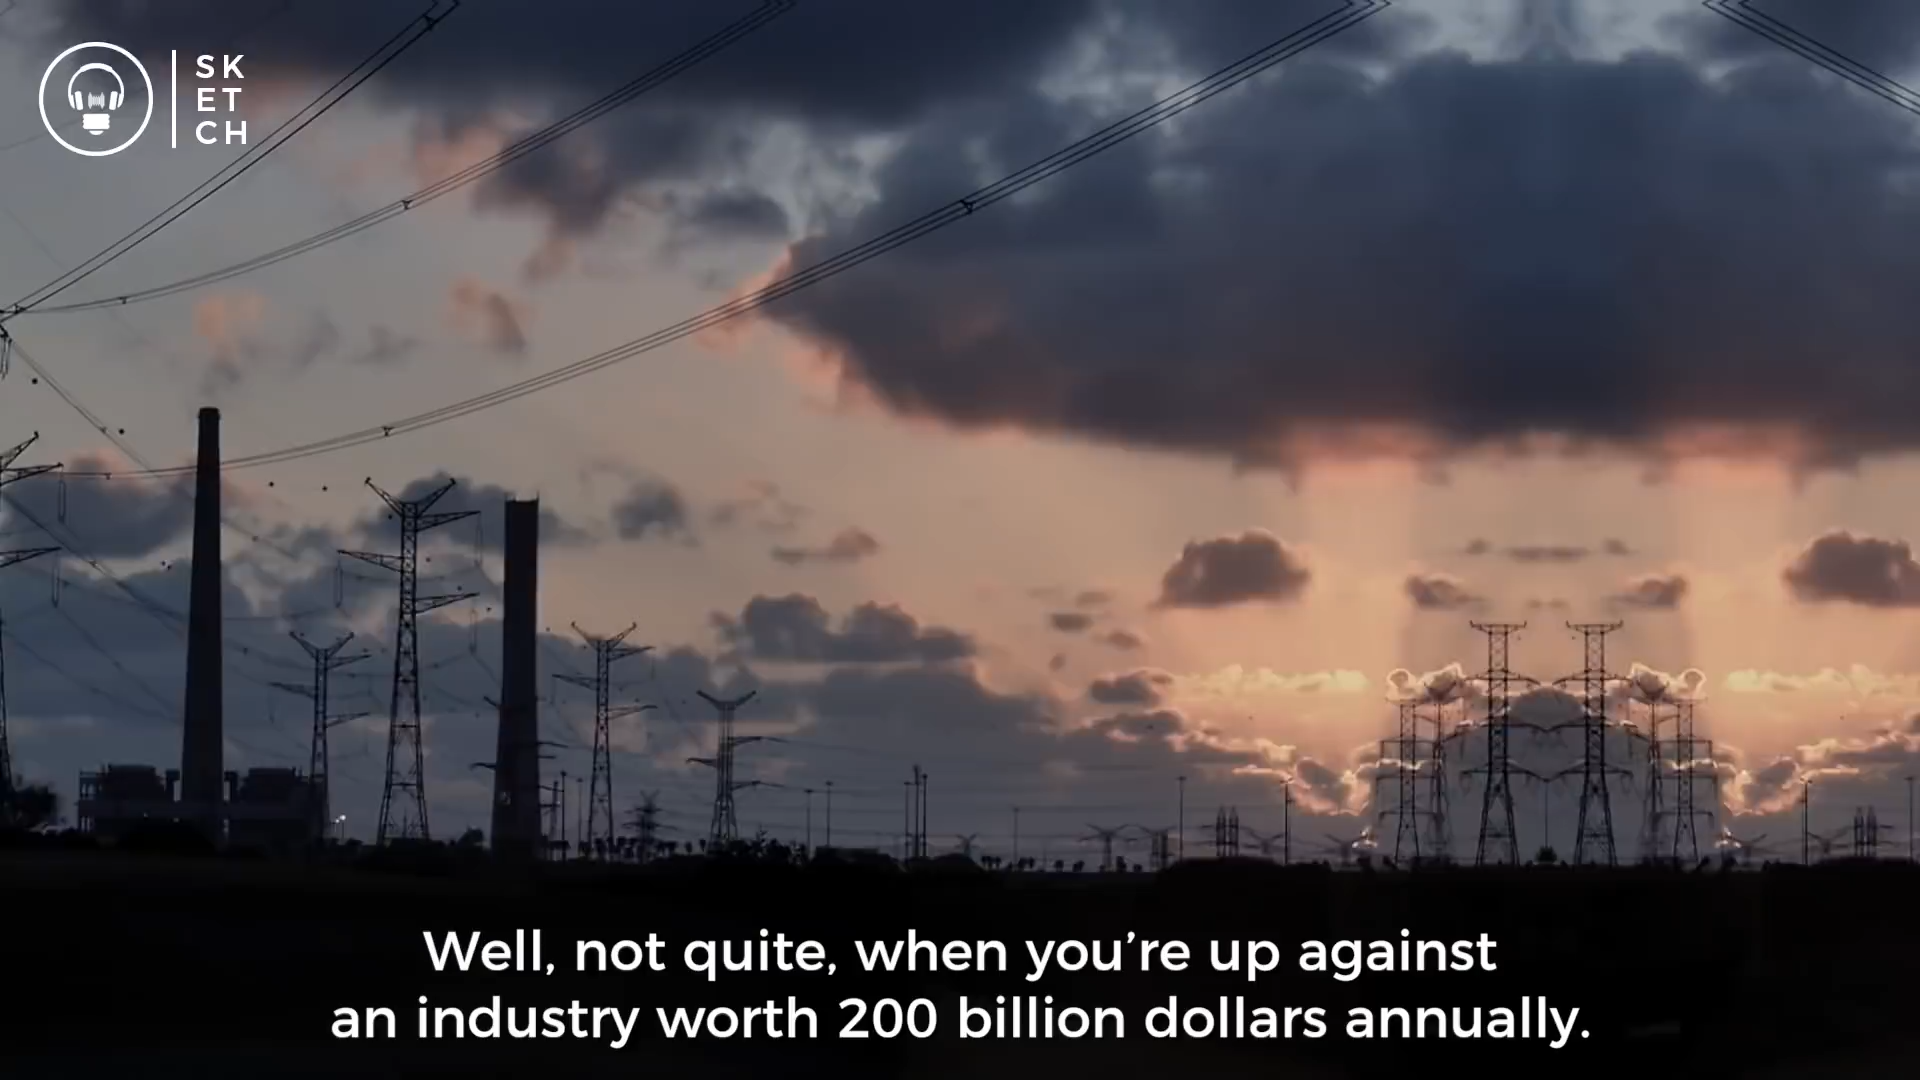 SK
ET
CH
Well, not quite, when you’re up against
an industry worth 200 billion dollars annually.